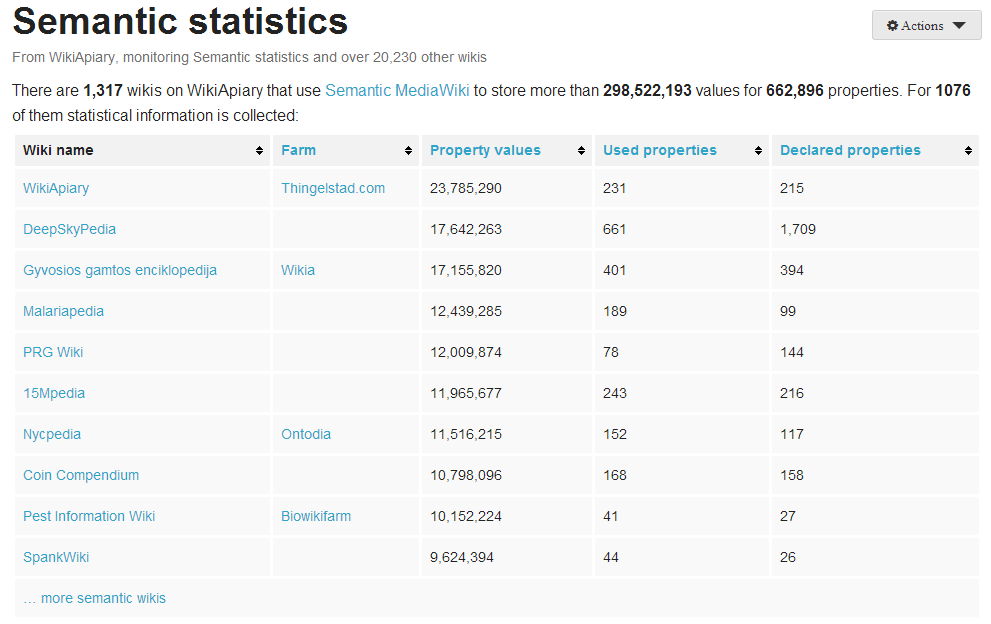 Semantic statistics
Actions
From WikiApiary, monitoring Semantic statistics and over 20,230 other wikis
There are 1,317 wikis on WikiApiary that use Semantic MediaWiki to store more than 298,522,193 values for 662,896 properties. For 1076
of them statistical information is collected:
Wiki name Farm Property values Used properties Declared properties
WikiApiary Thingelstad.com 23,785,290 231 215
DeepSkyPedia 17,642,263 661 1,709
Gyvosios gamtos enciklopedija Wikia 17,155,820 401 394
Malariapedia 12,439,285 189 99
PRG Wiki 12,009,874 78 144
15Mpedia 11,965,677 243 216
Nycpedia Ontodia 11,516,215 152 117
Coin Compendium 10,798,096 168 158
Pest Information Wiki Biowikifarm 10,152,224 41 27
SpankWiki 9,624,394 44 26
… more semantic wikis